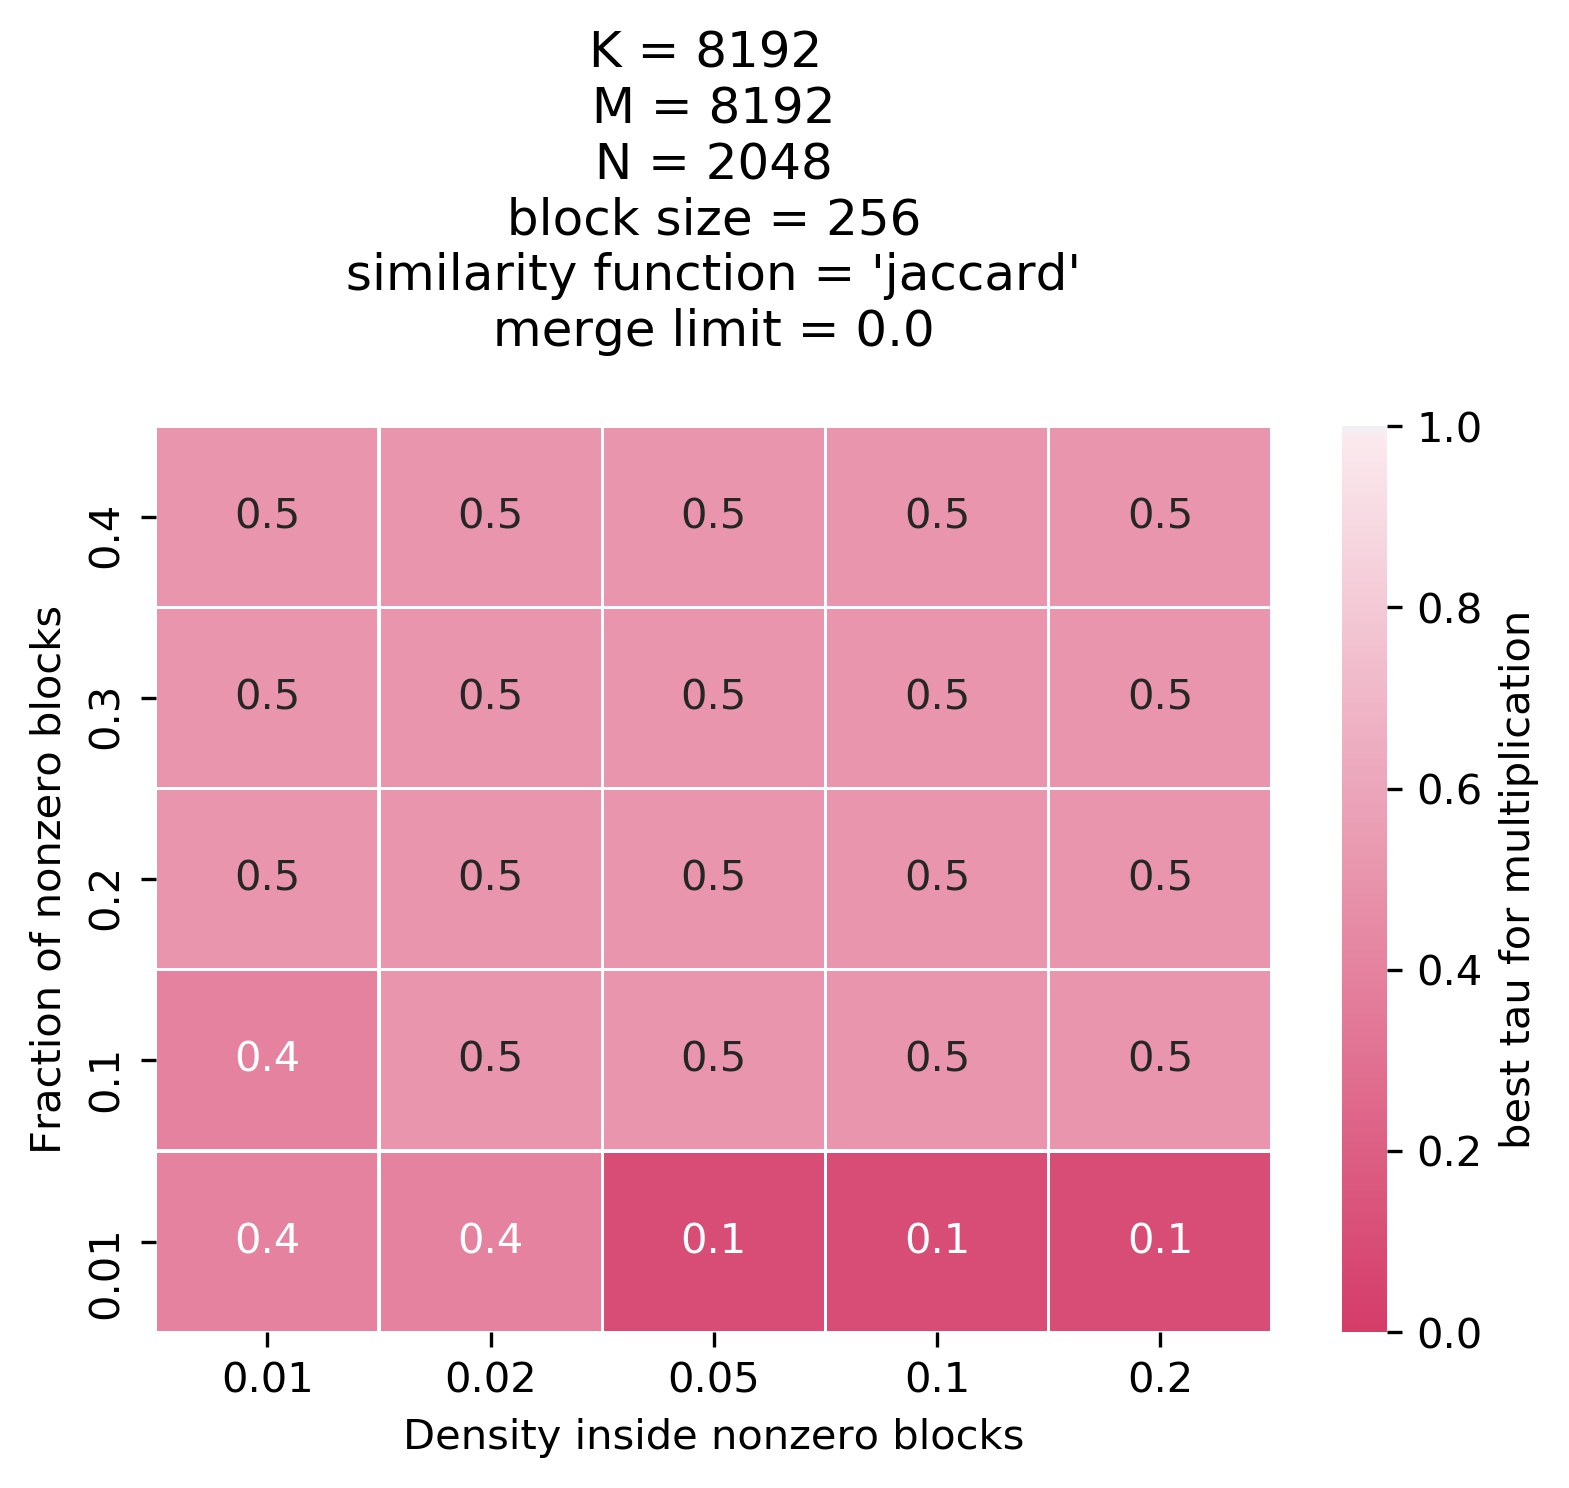 K = 8192
M = 8192
N = 2048
block size = 256
similarity function = 'jaccard'
merge limit = 0.0
Fraction of nonzero blocks
0.4 0.5 0.5 0.5 0.5 0.5
0.3 0.5 0.5 0.5 0.5 0.5
0.2 0.5 0.5 0.5 0.5 0.5
0.1 0.4 0.5 0.5 0.5 0.5
0.01 0.4 0.4 0.1 0.1 0.1
0.01 0.02 0.05 0.1 0.2
Density inside nonzero blocks
1.0
0.8
0.6
0.4
0.2
0.0
best tau for multiplication